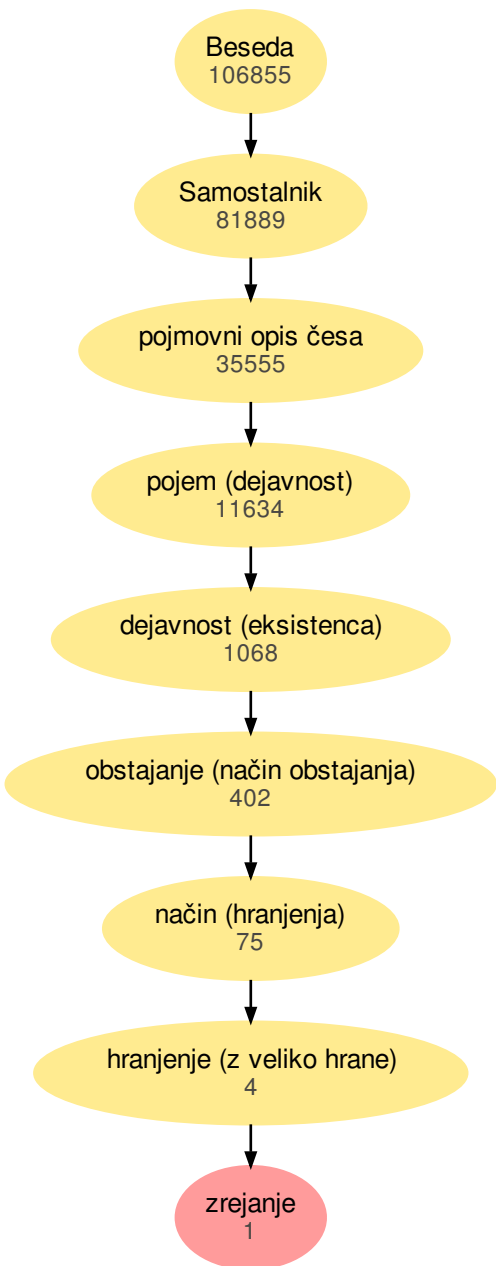 Beseda
106855
Samostalnik
81889
pojmovni opis česa
35555
pojem (dejavnost)
11634
dejavnost (eksistenca)
1068
obstajanje (način obstajanja)
402
način (hranjenja)
75
hranjenje (z veliko hrane)
4
zrejanje
1